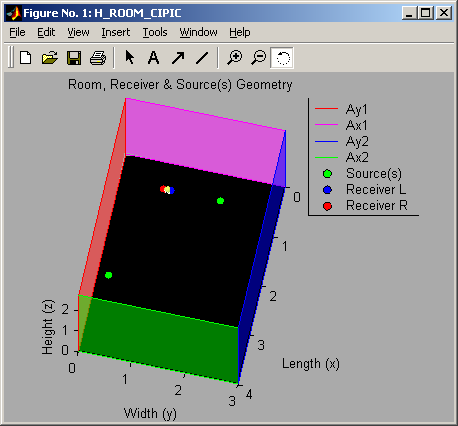 Figure No. 1: H_ROOM_CIPIC
File Edit View Insert Tools Window Help
A
Room, Receiver & Source(s) Geometry
Ay1
Ax1
Ay2
Ax2
Source(s)
Receiver L
Receiver R
0
1
2
3
4
Length (x)
2
1
0
Height (z)
0
1
2
3
Width (y)